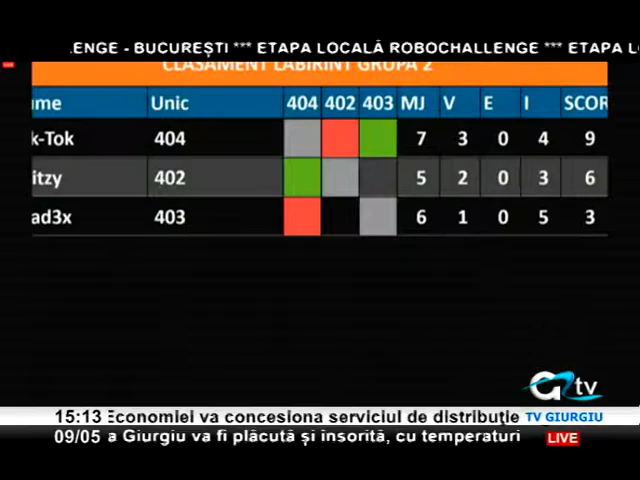 LENGE - BUCUREȘTI *** ETAPA LOCALĂ ROBOCHALLENGE *** ETAPA L
CLASAMENT LABIRINT GRUPA 2
ume Unic 404 402 403 MJ V E I SCOR
k-Tok 404 7 3 0 4 9
itzy 402 5 2 0 3 6
ad3x 403 6 1 0 5 3
G tv
15:13 Economiei va concesiona serviciul de distribuţie TV GIURGIU
09/05 a Giurgiu va fi plăcută și însorită, cu temperaturi LIVE